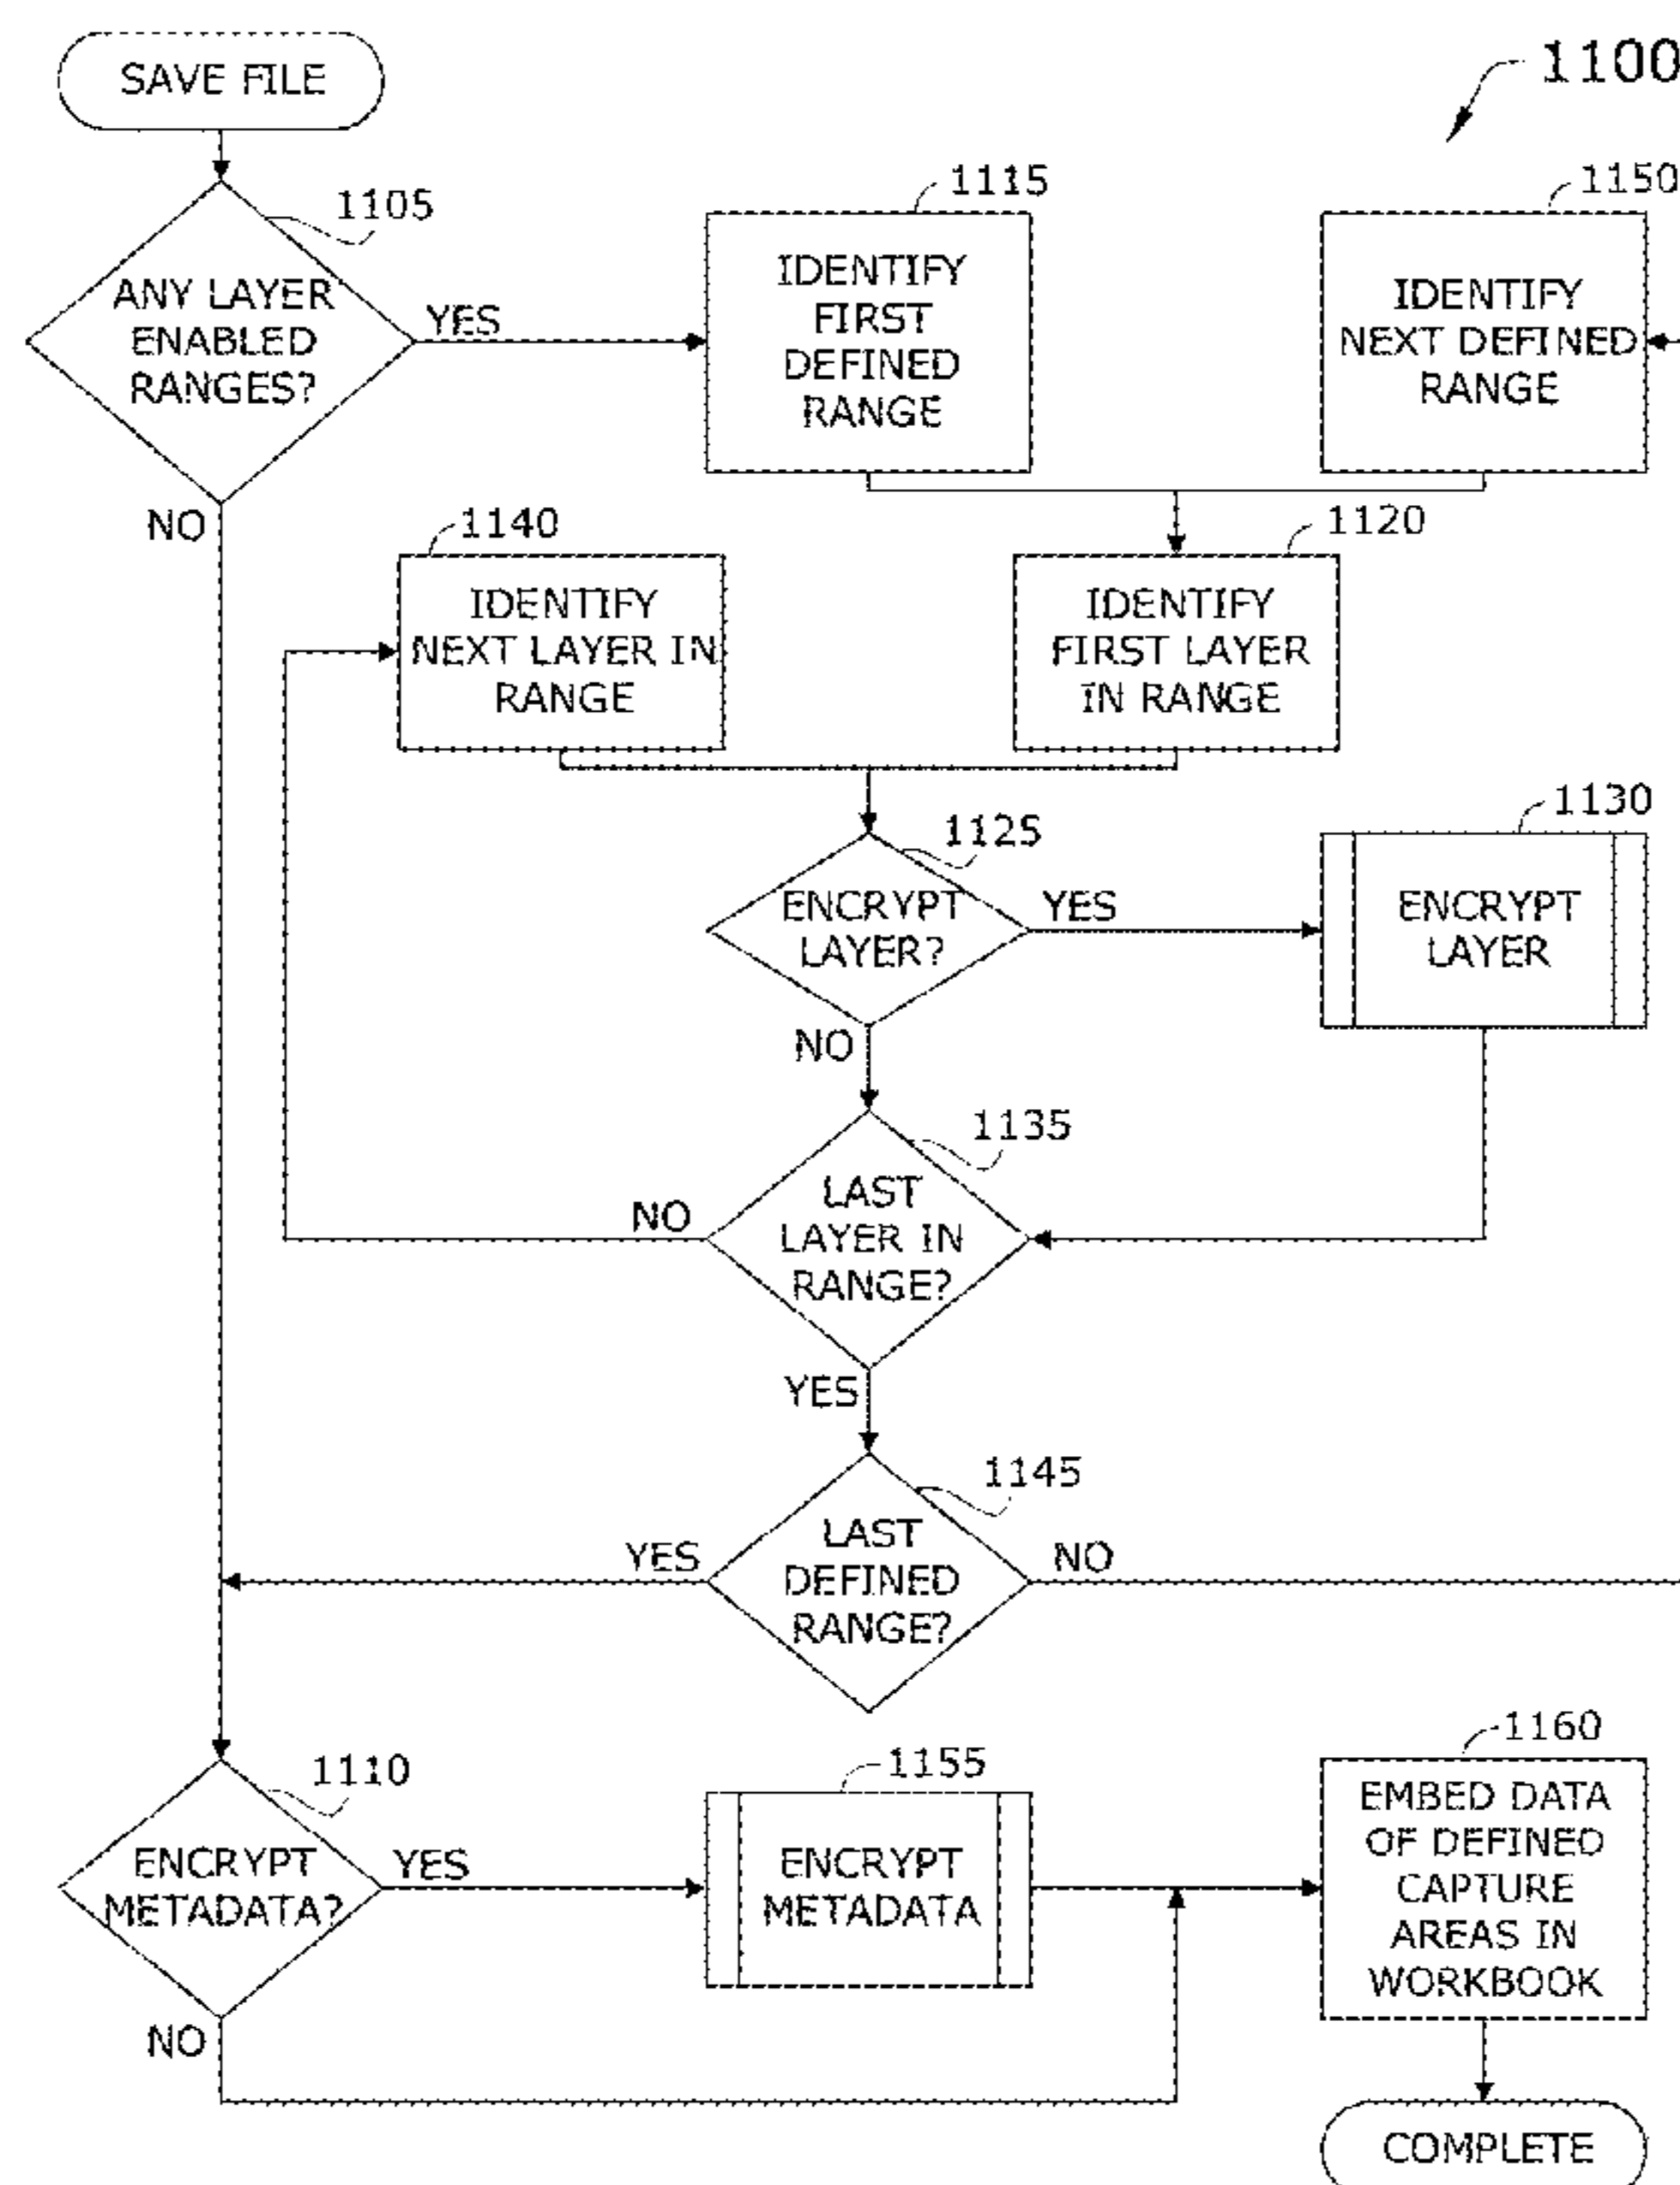 SAVE FILE
1100
1105
ANY LAYER
ENABLED
RANGES?
YES
NO
1115
IDENTIFY
FIRST
DEFINED
RANGE
1150
IDENTIFY
NEXT DEFINED
RANGE
1140
IDENTIFY
NEXT LAYER IN
RANGE
1120
IDENTIFY
FIRST LAYER
IN RANGE
1125
ENCRYPT
LAYER?
YES
NO
1130
ENCRYPT
LAYER
1135
LAST
LAYER IN
RANGE?
NO
YES
1145
LAST
DEFINED
RANGE?
YES
NO
1110
ENCRYPT
METADATA?
YES
NO
1155
ENCRYPT
METADATA
1160
EMBED DATA
OF DEFINED
CAPTURE
AREAS IN
WORKBOOK
COMPLETE